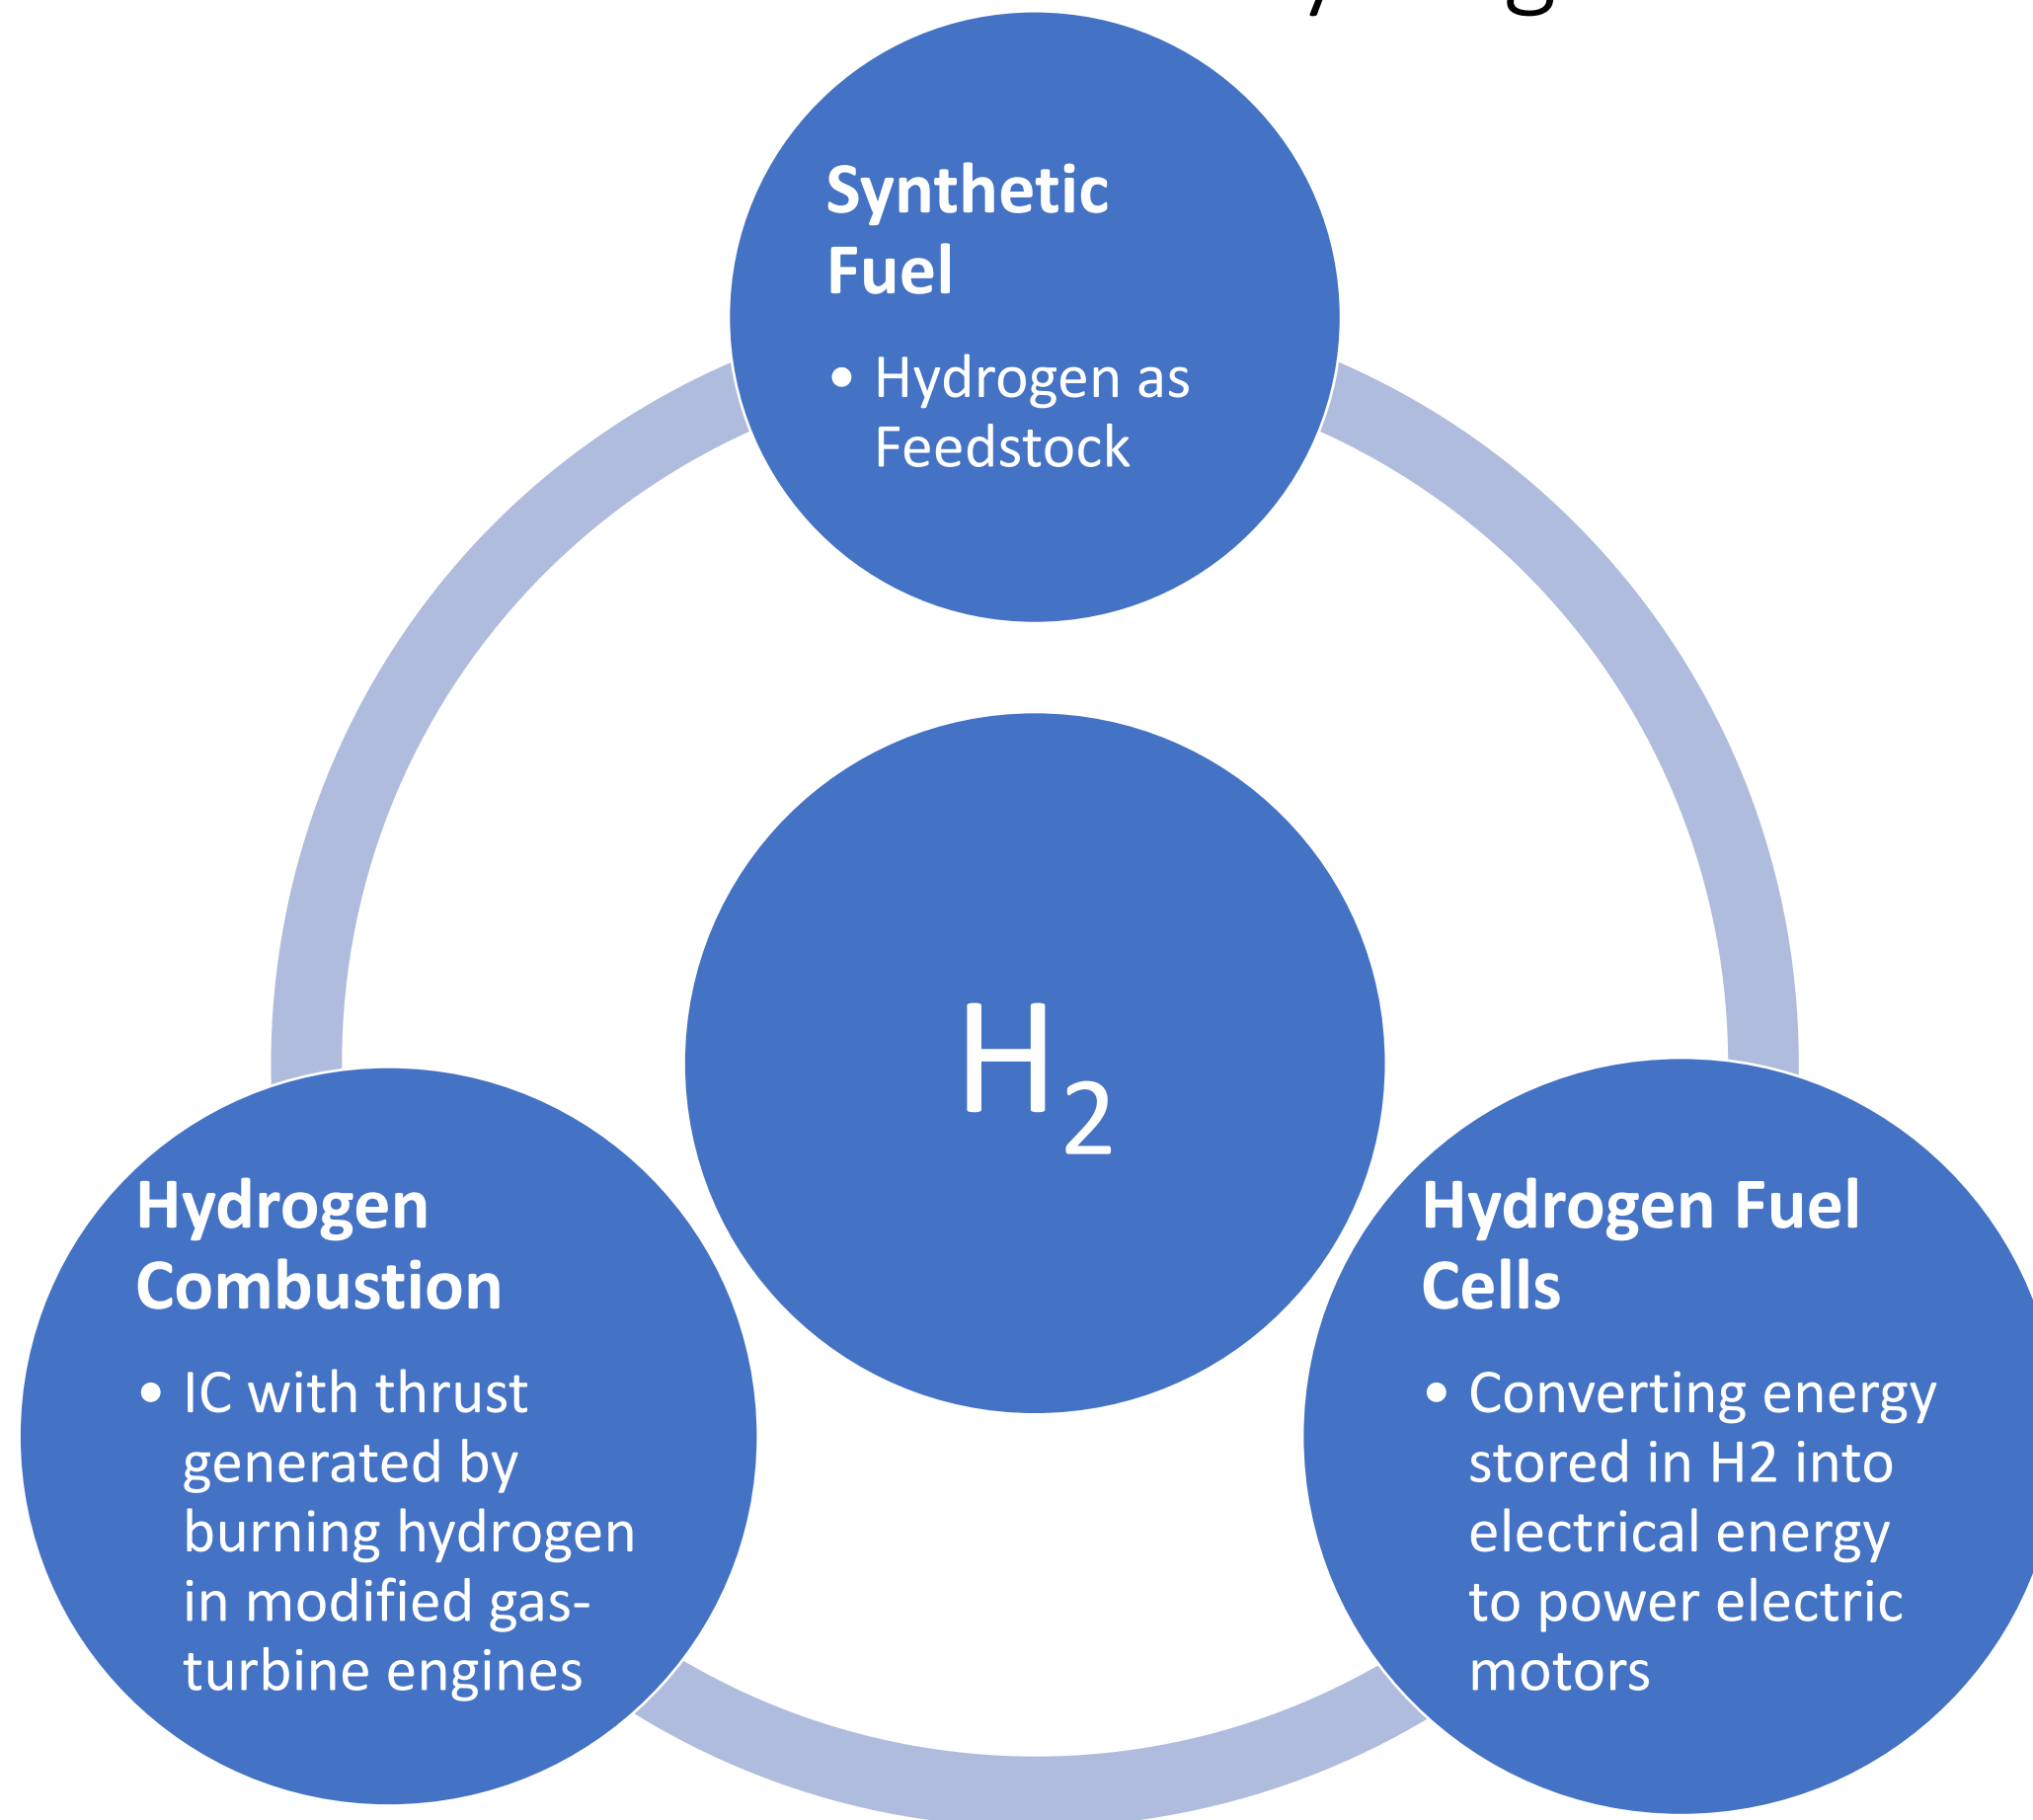 Synthetic
Fuel
• Hydrogen as
Feedstock
H₂
Hydrogen
Combustion
• IC with thrust
generated by
burning hydrogen
in modified gas-
turbine engines
Hydrogen Fuel
Cells
• Converting energy
stored in H2 into
electrical energy
to power electric
motors